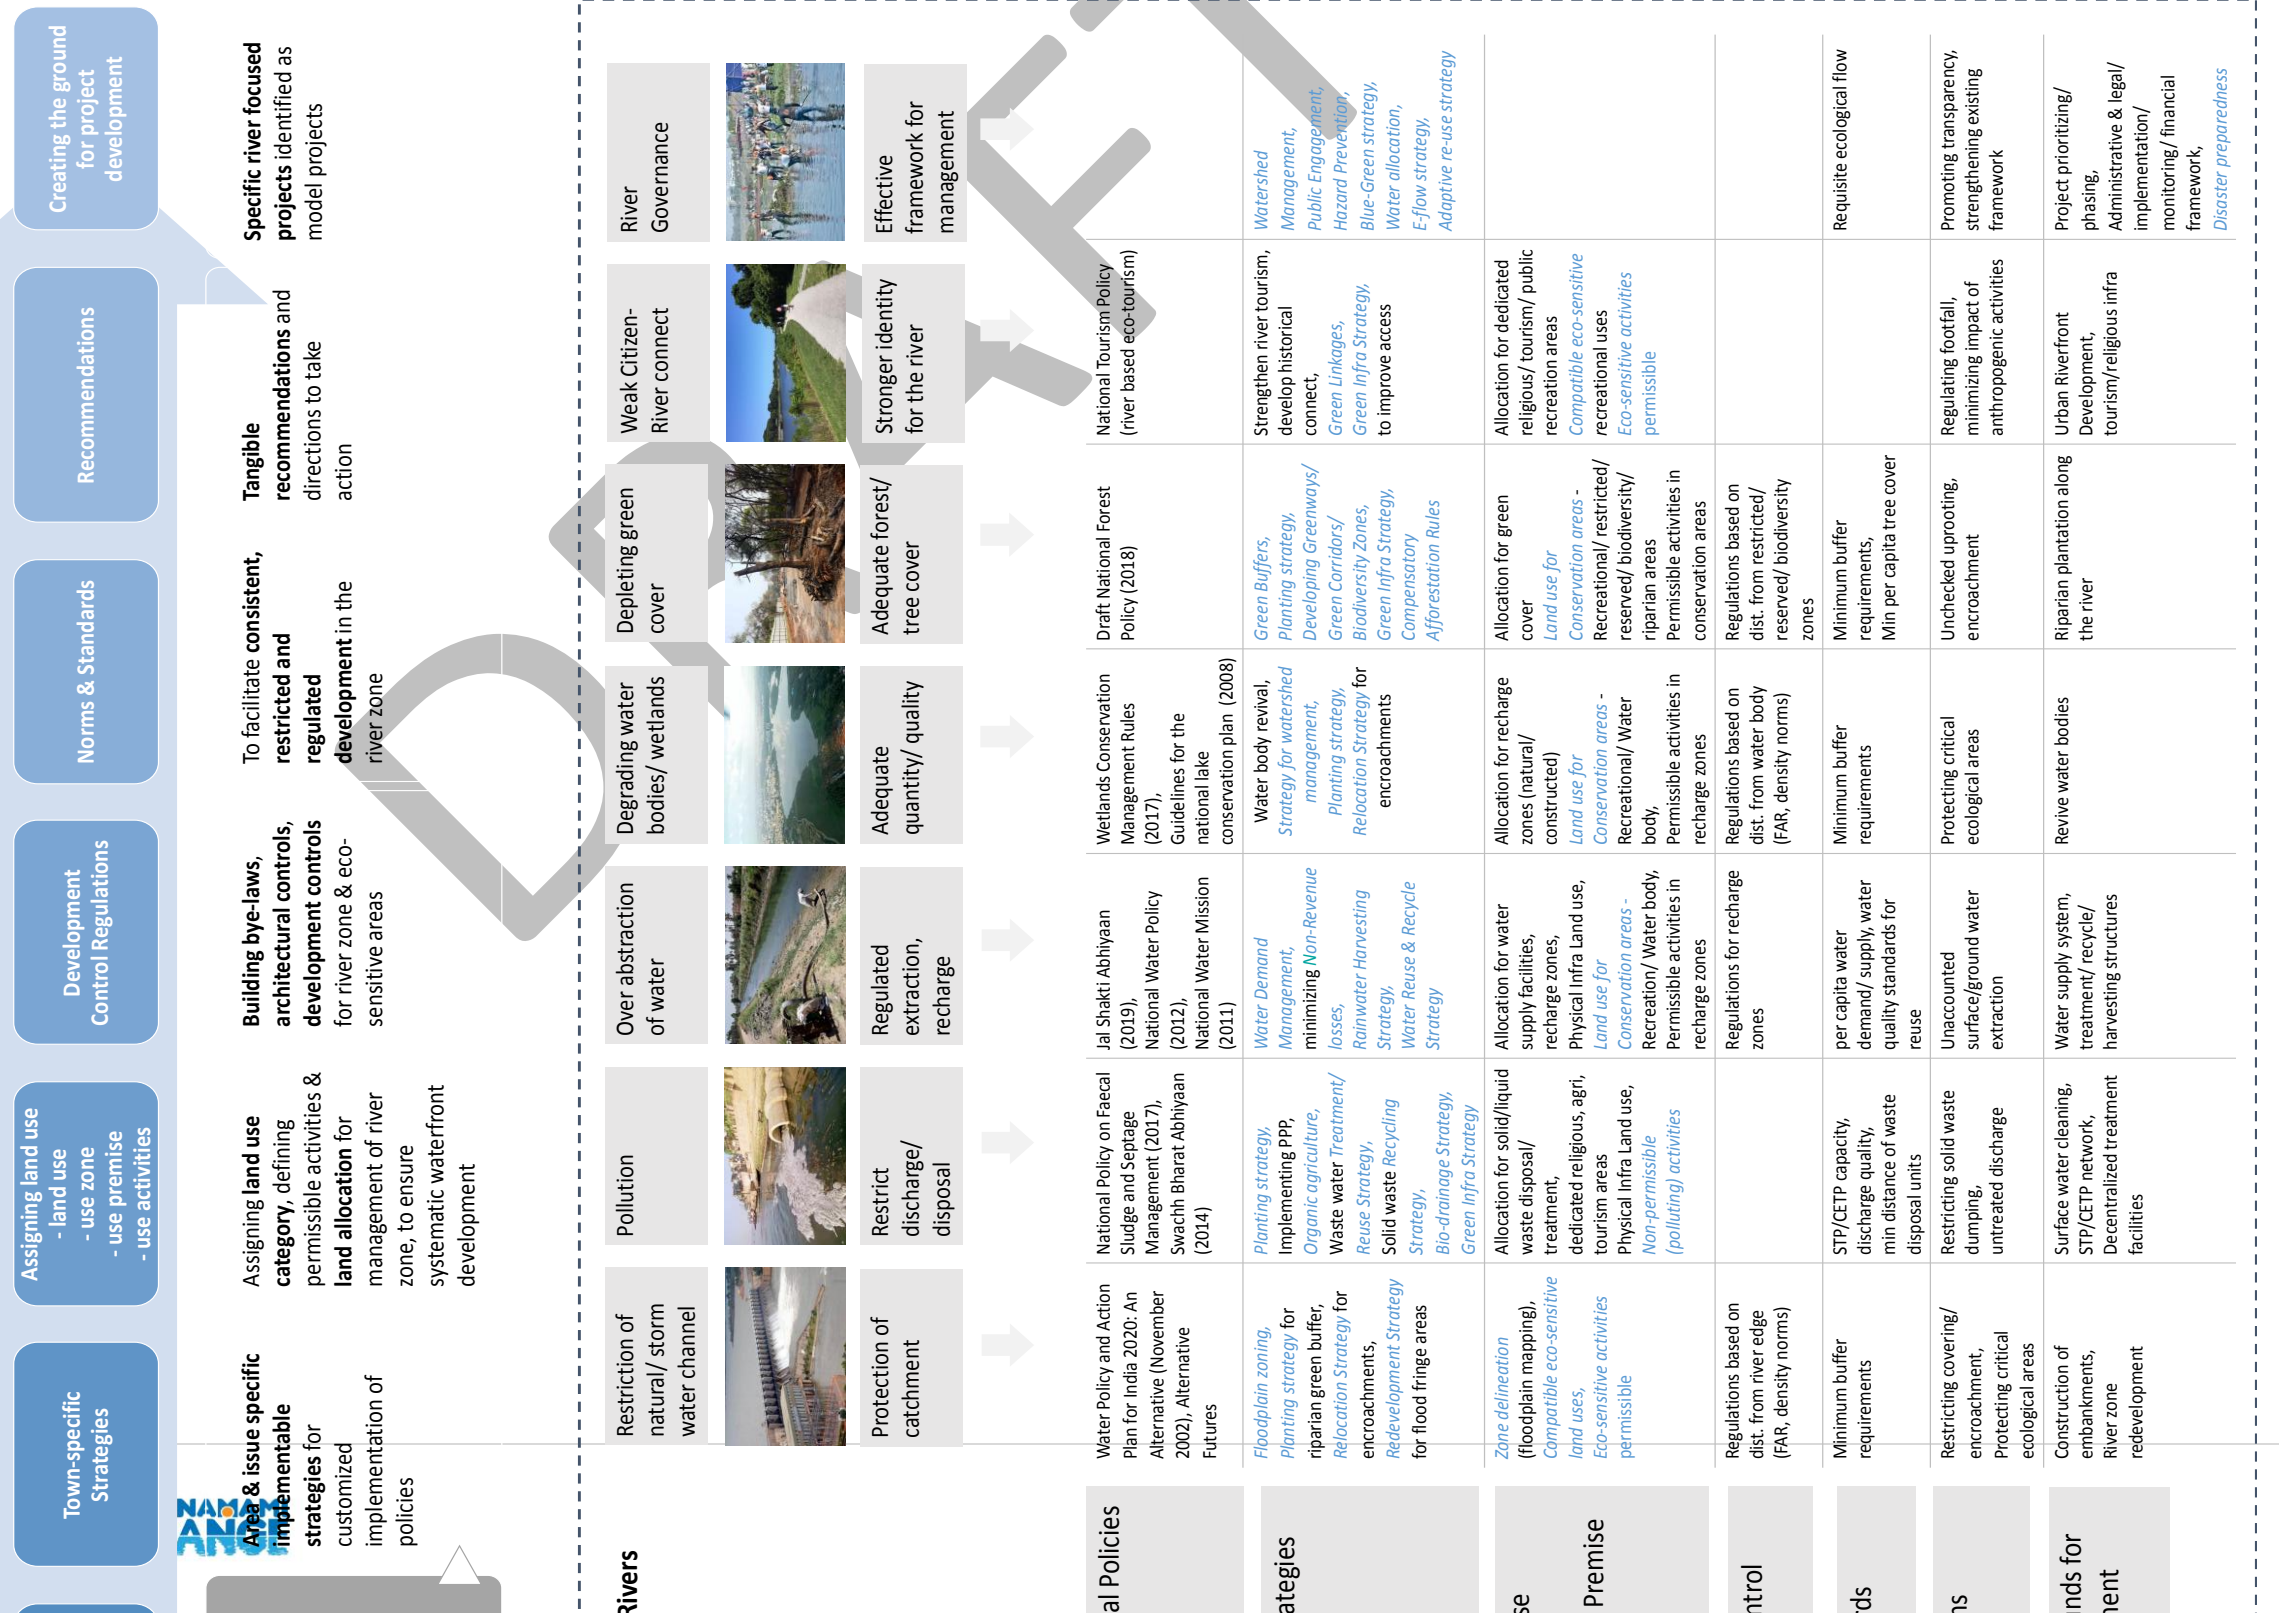 Town-specific
Strategies
Assigning land use
- land use
- use zone
- use premise
- use activities
Development
Control Regulations
Norms & Standards
Recommendations
Creating the ground
for project
development
Area & issue specific
implementable
strategies for
customized
implementation of
policies
Assigning land use
category, defining
permissible activities &
land allocation for
management of river
zone, to ensure
systematic waterfront
development
Building bye-laws,
architectural controls,
development controls
for river zone & eco-
sensitive areas
To facilitate consistent,
restricted and
regulated
development in the
river zone
Tangible
recommendations and
directions to take
action
Specific river focused
projects identified as
model projects
Rivers
Restriction of
natural/ storm
water channel
Pollution
Over abstraction
of water
Degrading water
bodies/ wetlands
Depleting green
cover
Weak Citizen-
River connect
River
Governance
Protection of
catchment
Restrict
discharge/
disposal
Regulated
extraction,
recharge
Adequate
quantity/ quality
Adequate forest/
tree cover
Stronger identity
for the river
Effective
framework for
management
al Policies
Water Policy and Action
Plan for India 2020: An
Alternative (November
2002), Alternative
Futures
National Policy on Faecal
Sludge and Septage
Management (2017),
Swachh Bharat Abhiyaan
(2014)
Jal Shakti Abhiyaan
(2019),
National Water Policy
(2012),
National Water Mission
(2011)
Wetlands Conservation
Management Rules
(2017),
Guidelines for the
national lake
conservation plan (2008)
Draft National Forest
Policy (2018)
National Tourism Policy
(river based eco-tourism)
ategies
Floodplain zoning,
Planting strategy for
riparian green buffer,
Relocation Strategy for
encroachments,
Redevelopment Strategy
for flood fringe areas
Planting strategy,
Implementing PPP,
Organic agriculture,
Waste water Treatment/
Reuse Strategy,
Solid waste Recycling
Strategy,
Bio-drainage Strategy,
Green Infra Strategy
Water Demand
Management,
minimizing Non-Revenue
losses,
Rainwater Harvesting
Strategy,
Water Reuse & Recycle
Strategy
Water body revival,
Strategy for watershed
management,
Planting strategy,
Relocation Strategy for
encroachments
Green Buffers,
Planting strategy,
Developing Greenways/
Green Corridors/
Biodiversity Zones,
Green Infra Strategy,
Compensatory
Afforestation Rules
Strengthen river tourism,
develop historical
connect,
Green Linkages,
Green Infra Strategy,
to improve access
Watershed
Management,
Public Engagement,
Hazard Prevention,
Blue-Green strategy,
Water allocation,
E-flow strategy,
Adaptive re-use strategy
se
Premise
Zone delineation
(floodplain mapping),
Compatible eco-sensitive
land uses,
Eco-sensitive activities
permissible
Allocation for solid/liquid
waste disposal/
treatment,
dedicated religious, agri,
tourism areas
Physical Infra Land use,
Non-permissible
(polluting) activities
Allocation for water
supply facilities,
recharge zones,
Physical Infra Land use,
Land use for
Conservation areas -
Recreation/ Water body,
Permissible activities in
recharge zones
Allocation for recharge
zones (natural/
constructed)
Land use for
Conservation areas -
Recreational/ Water
body,
Permissible activities in
recharge zones
Allocation for green
cover
Land use for
Conservation areas -
Recreational/ restricted/
reserved/ biodiversity/
riparian areas
Permissible activities in
conservation areas
Allocation for dedicated
religious/ tourism/ public
recreation areas
Compatible eco-sensitive
recreational uses
Eco-sensitive activities
permissible
ntrol
Regulations based on
dist. from river edge
(FAR, density norms)
Regulations for recharge
zones
Regulations based on
dist. from water body
(FAR, density norms)
Regulations based on
dist. from restricted/
reserved/ biodiversity
zones
rds
Minimum buffer
requirements
STP/CETP capacity,
discharge quality,
min distance of waste
disposal units
per capita water
demand/ supply, water
quality standards for
reuse
Minimum buffer
requirements
Minimum buffer
requirements,
Min per capita tree cover
Requisite ecological flow
ns
Restricting covering/
encroachment,
Protecting critical
ecological areas
Restricting solid waste
dumping,
untreated discharge
Unaccounted
surface/ground water
extraction
Protecting critical
ecological areas
Unchecked uprooting,
encroachment
Regulating footfall,
minimizing impact of
anthropogenic activities
Promoting transparency,
strengthening existing
framework
nds for
nent
Construction of
embankments,
River zone
redevelopment
Surface water cleaning,
STP/CETP network,
Decentralized treatment
facilities
Water supply system,
treatment/ recycle/
harvesting structures
Revive water bodies
Riparian plantation along
the river
Urban Riverfront
Development,
tourism/religious infra
Project prioritizing/
phasing,
Administrative & legal/
implementation/
monitoring/ financial
framework,
Disaster preparedness
NAMAM
ANGE
DRAFT